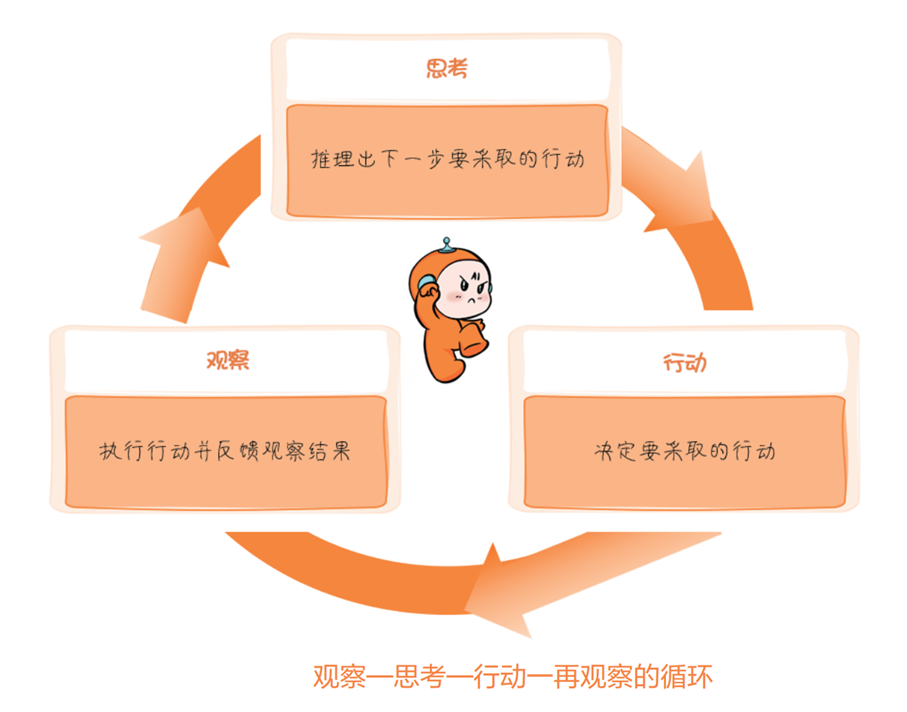 思考
推理出下一步要采取的行动
观察
执行行动并反馈观察结果
行动
决定要采取的行动
观察—思考—行动—再观察的循环